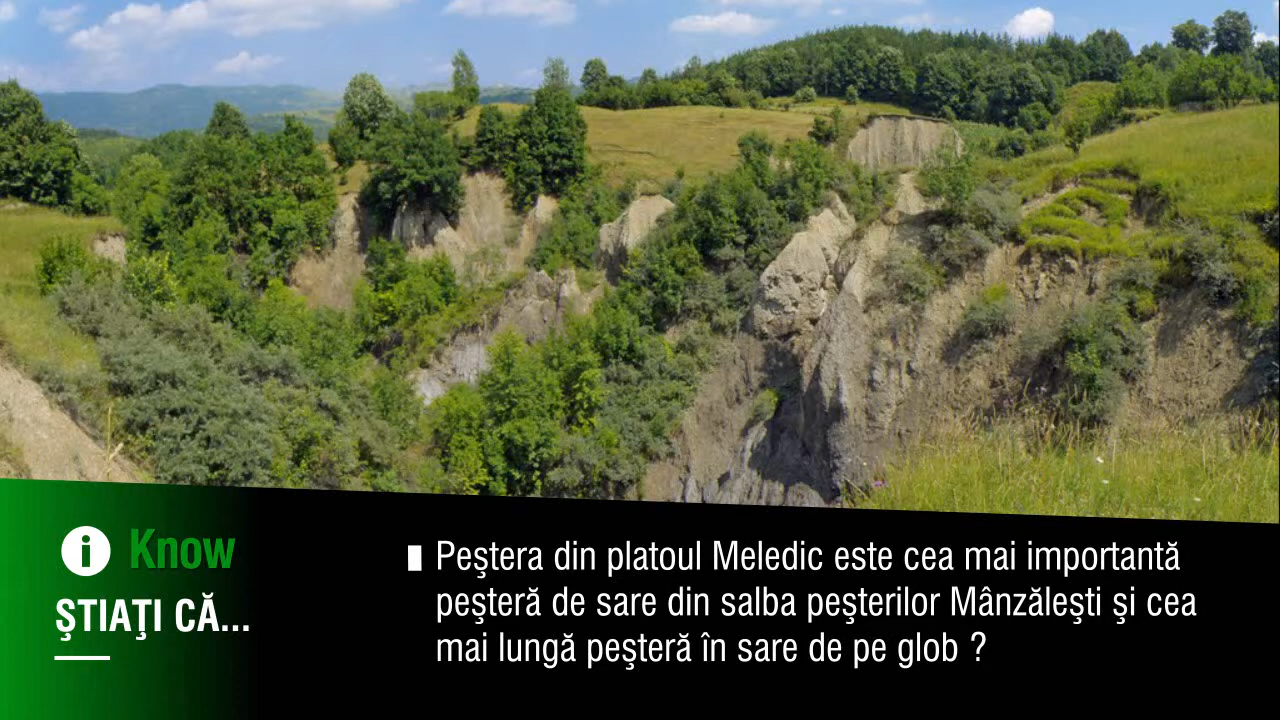 i Know
ŞTIAŢI CĂ...
Peştera din platoul Meledic este cea mai importantă
peşteră de sare din salba peşterilor Mânzăleşti şi cea
mai lungă peşteră în sare de pe glob ?